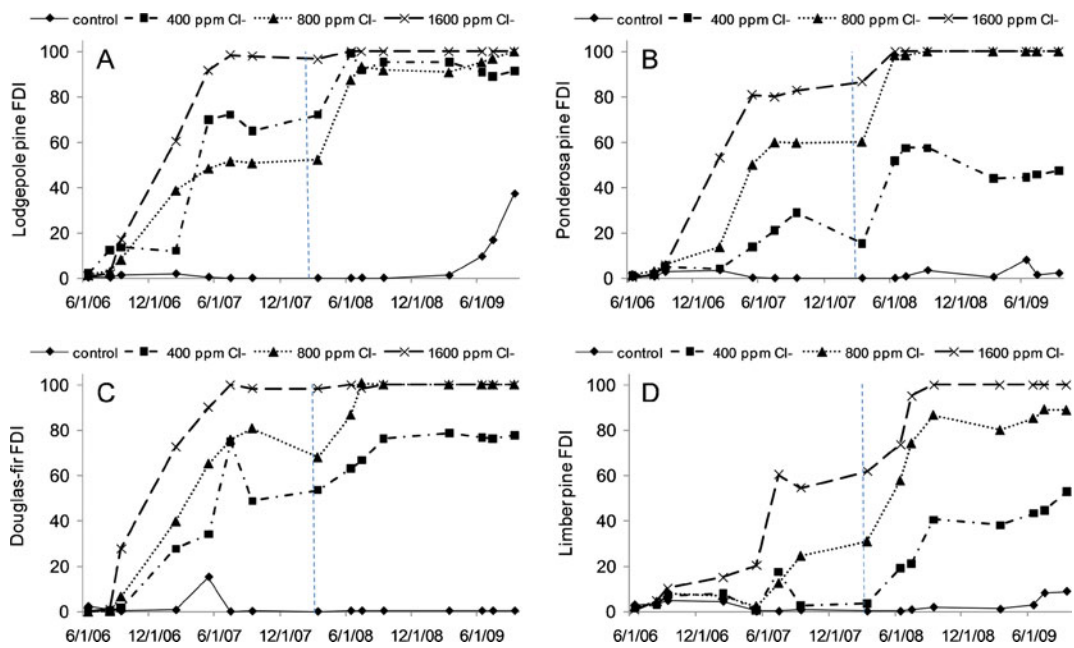 control 400 ppm Cl- 800 ppm Cl- 1600 ppm Cl-
A
Lodgepole pine FDI
100
80
60
40
20
0
6/1/06 12/1/06 6/1/07 12/1/07 6/1/08 12/1/08 6/1/09
control 400 ppm Cl- 800 ppm Cl- 1600 ppm Cl-
B
Ponderosa pine FDI
100
80
60
40
20
0
6/1/06 12/1/06 6/1/07 12/1/07 6/1/08 12/1/08 6/1/09
control 400 ppm Cl- 800 ppm Cl- 1600 ppm Cl-
C
Douglas-fir FDI
100
80
60
40
20
0
6/1/06 12/1/06 6/1/07 12/1/07 6/1/08 12/1/08 6/1/09
control 400 ppm Cl- 800 ppm Cl- 1600 ppm Cl-
D
Limber pine FDI
100
80
60
40
20
0
6/1/06 12/1/06 6/1/07 12/1/07 6/1/08 12/1/08 6/1/09